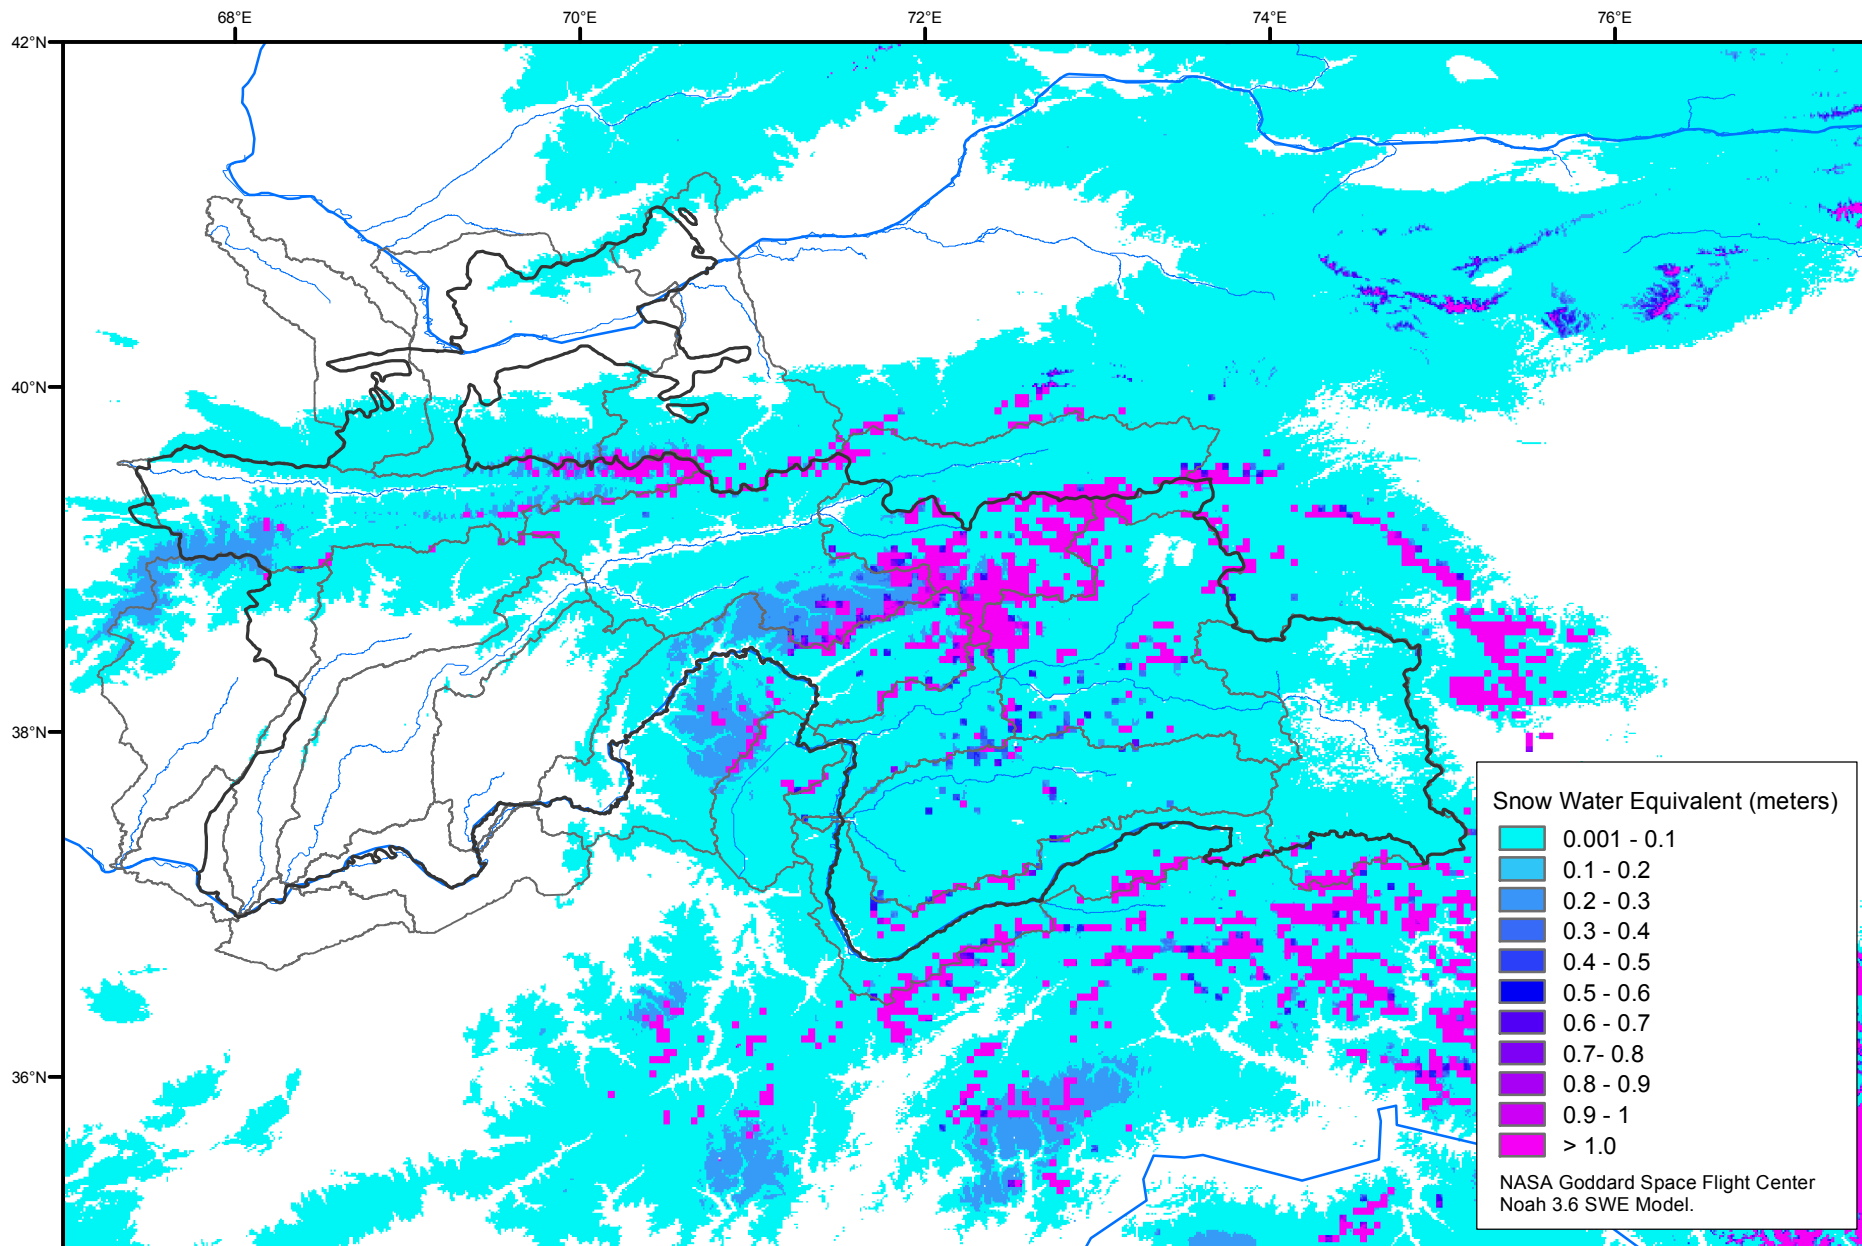 68°E
70°E
72°E
74°E
76°E
42°N
40°N
38°N
36°N
Snow Water Equivalent (meters)
0.001 - 0.1
0.1 - 0.2
0.2 - 0.3
0.3 - 0.4
0.4 - 0.5
0.5 - 0.6
0.6 - 0.7
0.7- 0.8
0.8 - 0.9
0.9 - 1
> 1.0
NASA Goddard Space Flight Center
Noah 3.6 SWE Model.